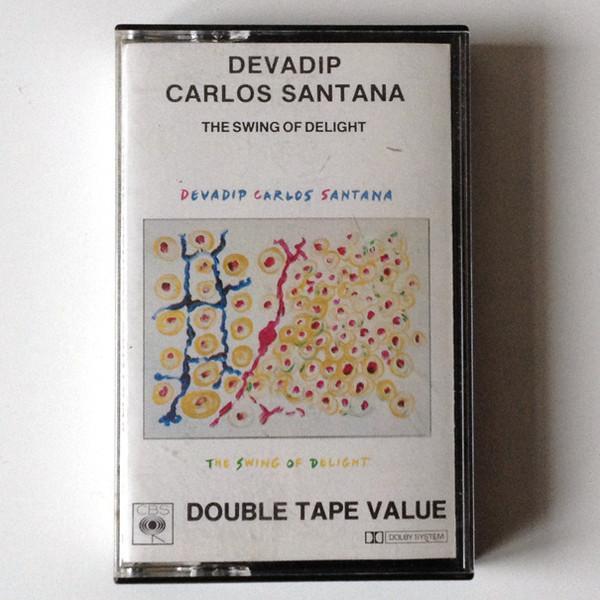 DEVADIP
CARLOS SANTANA
THE SWING OF DELIGHT
DEVADIP CARLOS SANTANA
THE SWING OF DELIGHT
CBS
DOUBLE TAPE VALUE
DOLBY SYSTEM